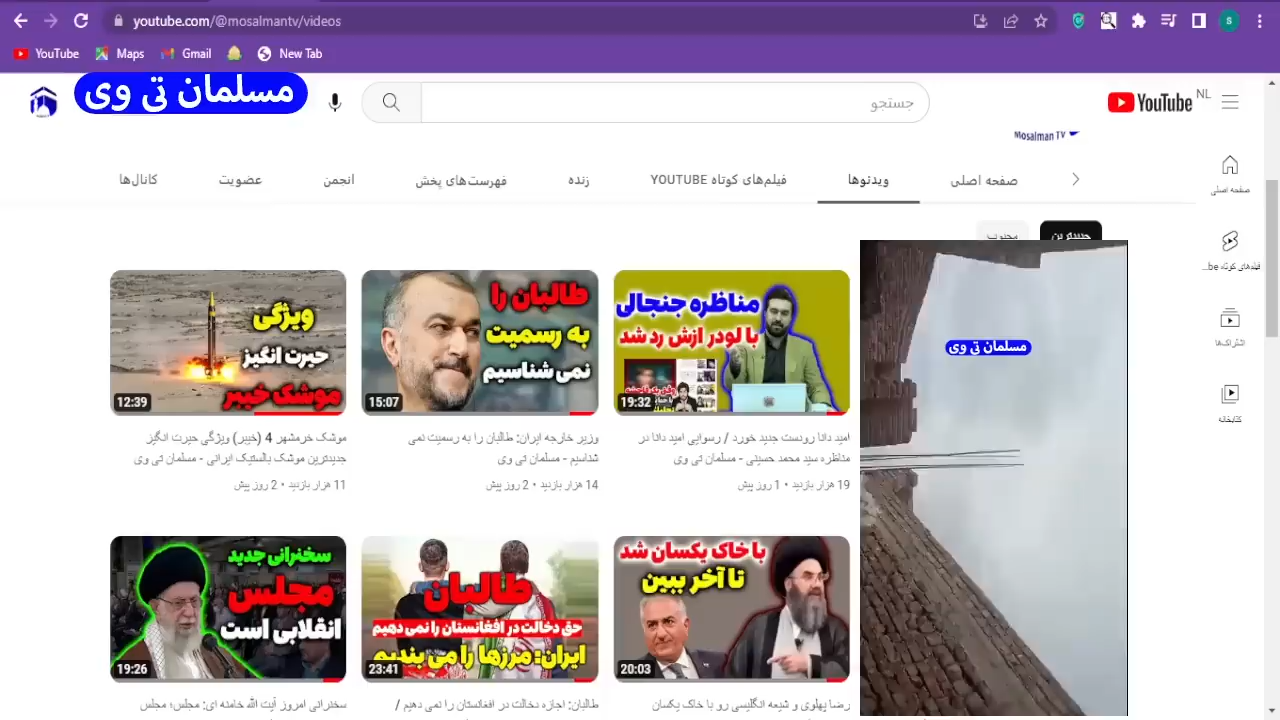 youtube.com/@mosalmantv/videos
YouTube
Maps
Gmail
New Tab
مسلمان تی وی
جستجو
YouTube NL
Mosalman TV
صفحه اصلی
ویدئوها
فیلم‌های کوتاه YOUTUBE
زنده
فهرست‌های پخش
انجمن
عضویت
کانال‌ها
جدیدترین
محبوب
صفحه اصلی
فیلم‌های کوتاه be...
اشتراک‌ها
کتابخانه
مسلمان تی وی
مناظره جنجالی
با لودر ازش رد شد
19:32
امید دانا رودست جدید خورد / رسوایی امید دانا در
مناظره سید محمد حسینی - مسلمان تی وی
19 هزار بازدید • 1 روز پیش
طالبان را
به رسمیت
نمی شناسیم
15:07
وزیر خارجه ایران: طالبان را به رسمیت نمی
شناسیم - مسلمان تی وی
14 هزار بازدید • 2 روز پیش
ویژگی
حیرت انگیز
موشک خیبر
12:39
موشک خرمشهر 4 (خیبر) ویژگی حیرت انگیز
جدیدترین موشک بالستیک ایرانی - مسلمان تی وی
11 هزار بازدید • 2 روز پیش
با خاک یکسان شد
تا آخر ببین
20:03
رضا پهلوی و شیعه انگلیسی رو با خاک یکسان
طالبان
حق دخالت در افغانستان را نمی دهیم
ایران: مرزها را می بندیم
23:41
طالبان: اجازه دخالت در افغانستان را نمی دهیم /
سخنرانی جدید
مجلس
انقلابی است
19:26
سخنرانی امروز آیت الله خامنه ای: مجلس؛ مجلس